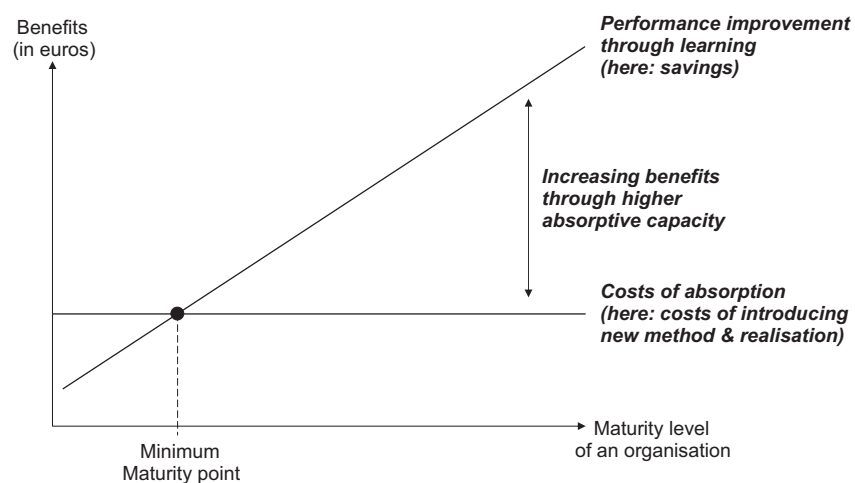 Benefits
(in euros)
Performance improvement
through learning
(here: savings)
Increasing benefits
through higher
absorptive capacity
Costs of absorption
(here: costs of introducing
new method & realisation)
Maturity level
of an organisation
Minimum
Maturity point